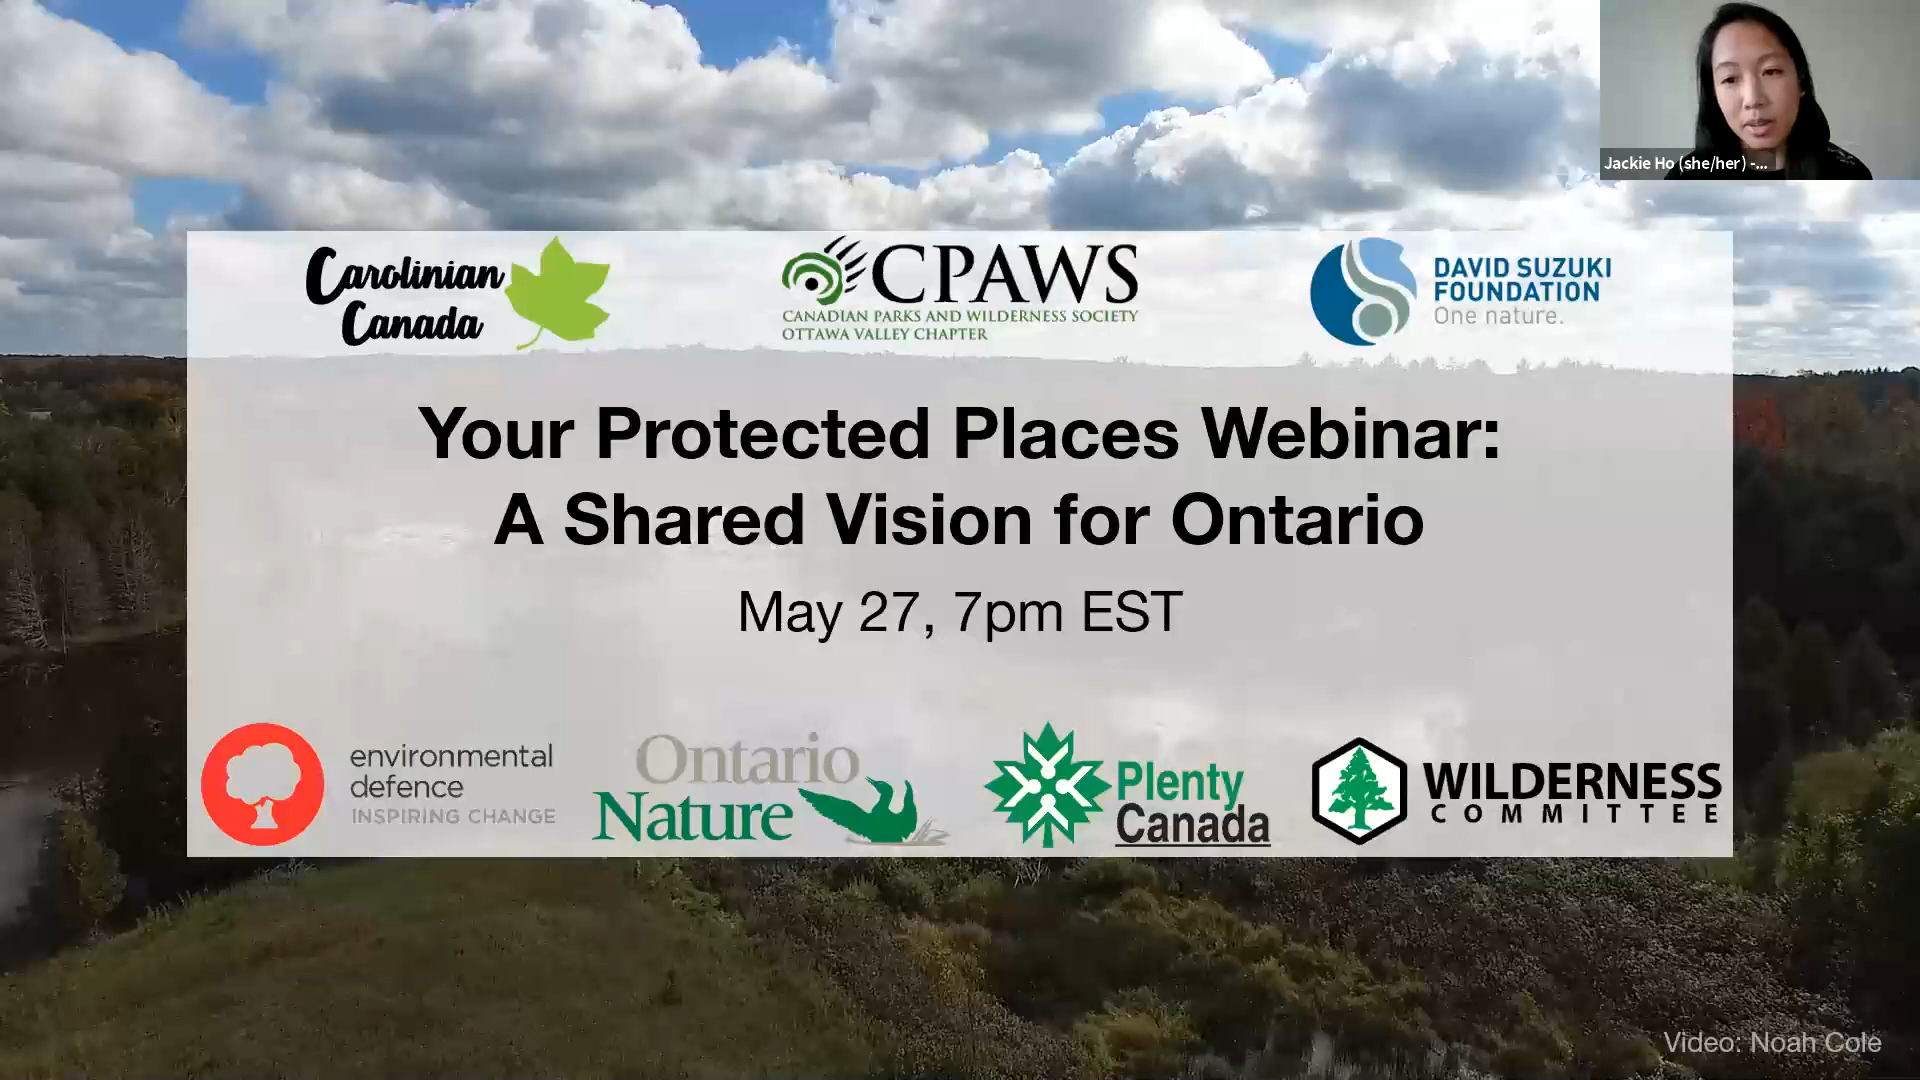 Jackie Ho (she/her) -...
Carolinian
Canada
CPAWS
CANADIAN PARKS AND WILDERNESS SOCIETY
OTTAWA VALLEY CHAPTER
DAVID SUZUKI
FOUNDATION
One nature.
Your Protected Places Webinar:
A Shared Vision for Ontario
May 27, 7pm EST
environmental
defence
INSPIRING CHANGE
Ontario
Nature
Plenty
Canada
WILDERNESS
COMMITTEE
Video: Noah Cole